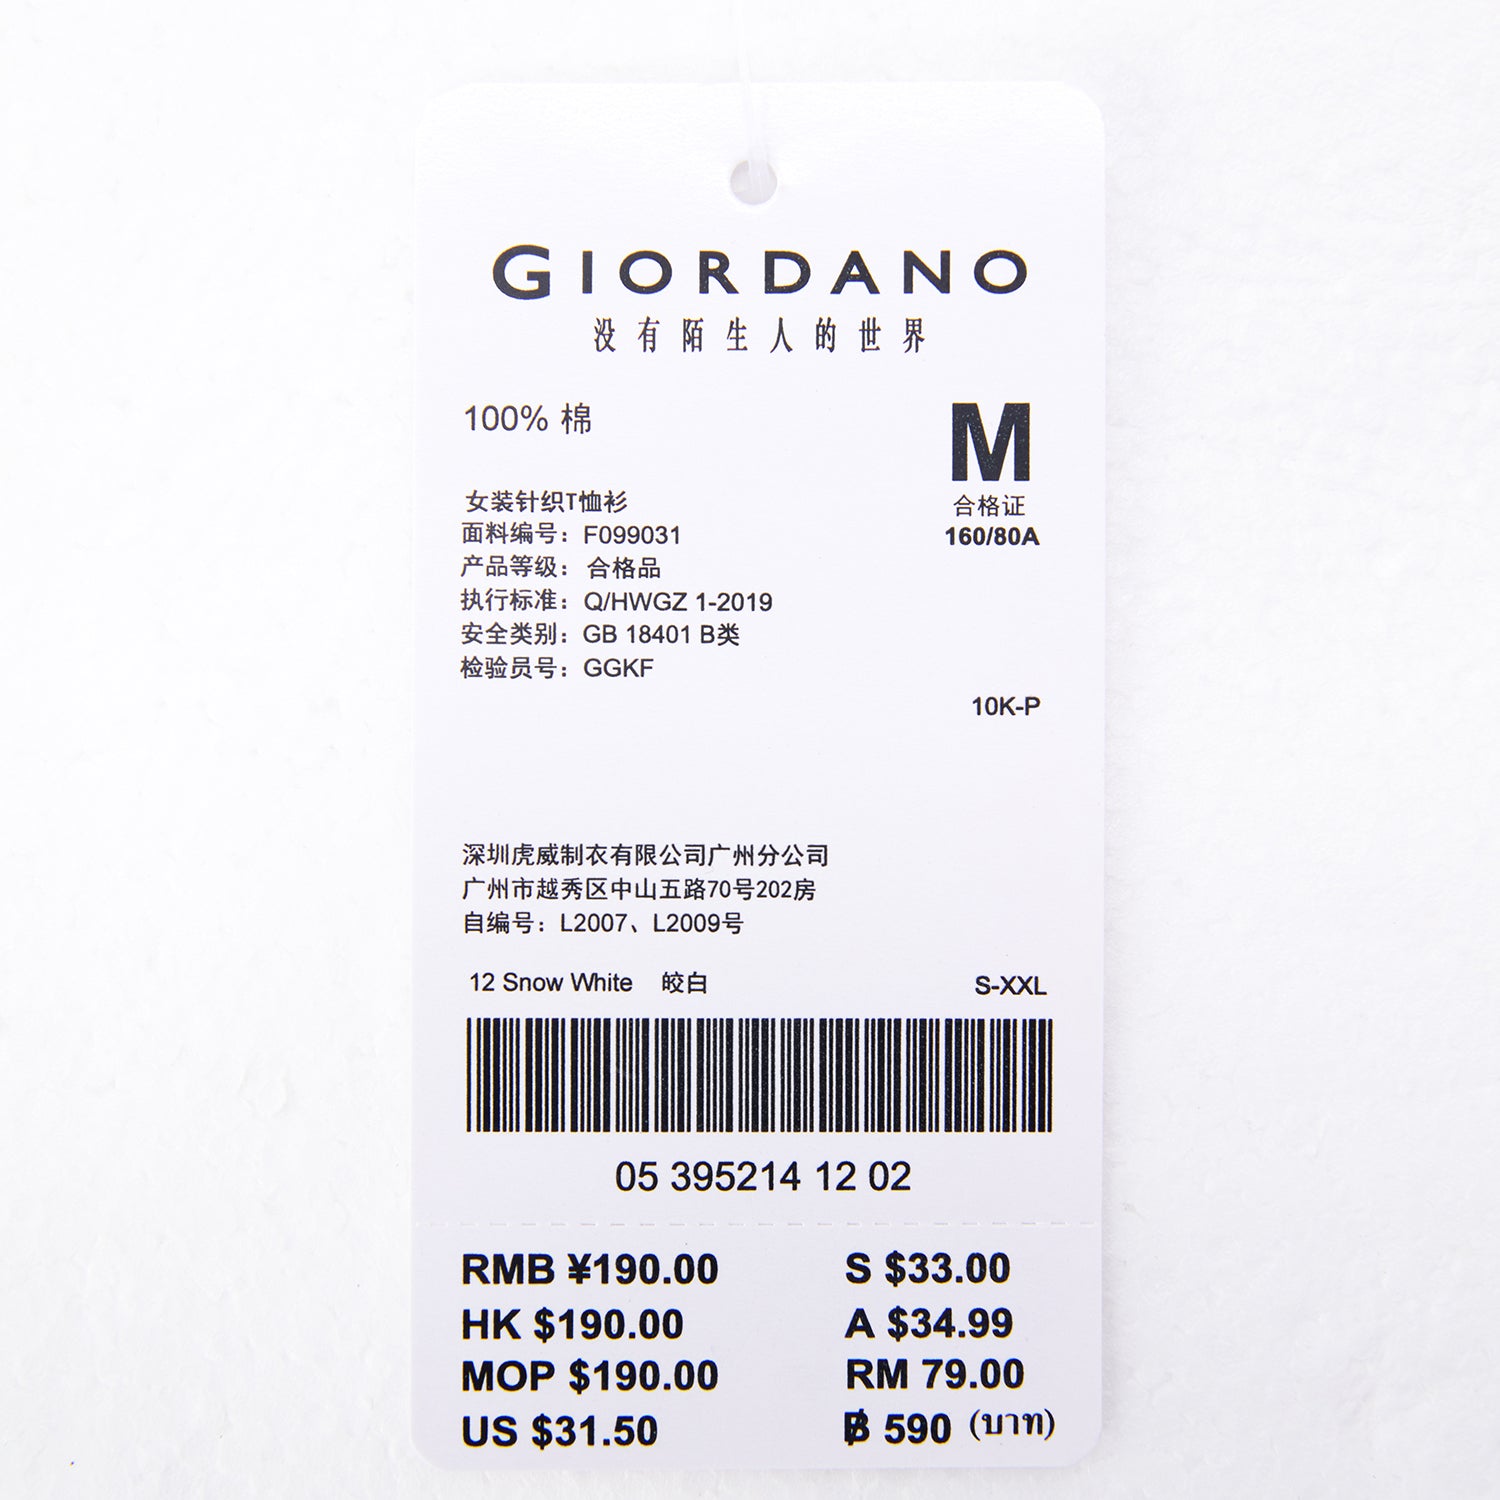 GIORDANO
没有陌生人的世界
100% 棉
M
合格证
160/80A
女装针织T恤衫
面料编号：F099031
产品等级：合格品
执行标准：Q/HWGZ 1-2019
安全类别：GB 18401 B类
检验员号：GGKF
10K-P
深圳虎威制衣有限公司广州分公司
广州市越秀区中山五路70号202房
自编号：L2007、L2009号
12 Snow White 皎白 S-XXL
05 395214 12 02
RMB ¥190.00 S $33.00
HK $190.00 A $34.99
MOP $190.00 RM 79.00
US $31.50 ฿ 590 (บาท)